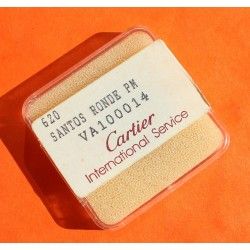 620
SANTOS RONDE PM
VA100014
Cartier
International Service